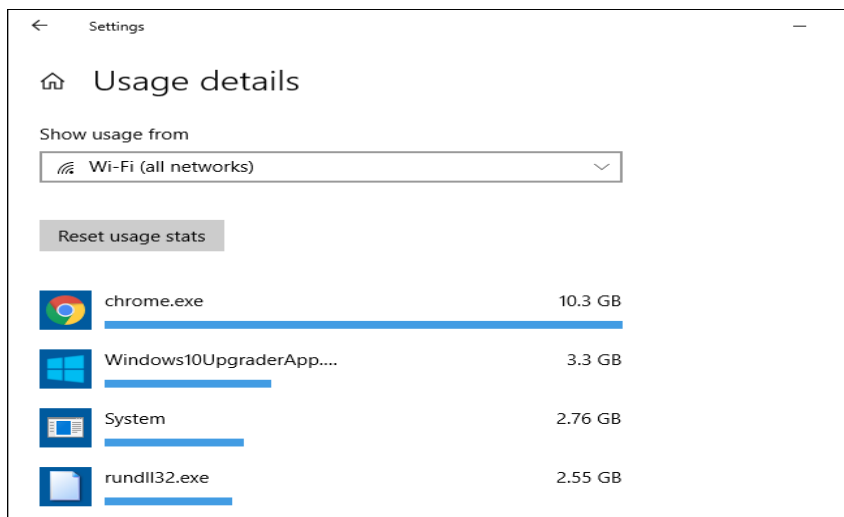 Settings
Usage details
Show usage from
Wi-Fi (all networks)
Reset usage stats
chrome.exe 10.3 GB
Windows10UpgraderApp.... 3.3 GB
System 2.76 GB
rundll32.exe 2.55 GB